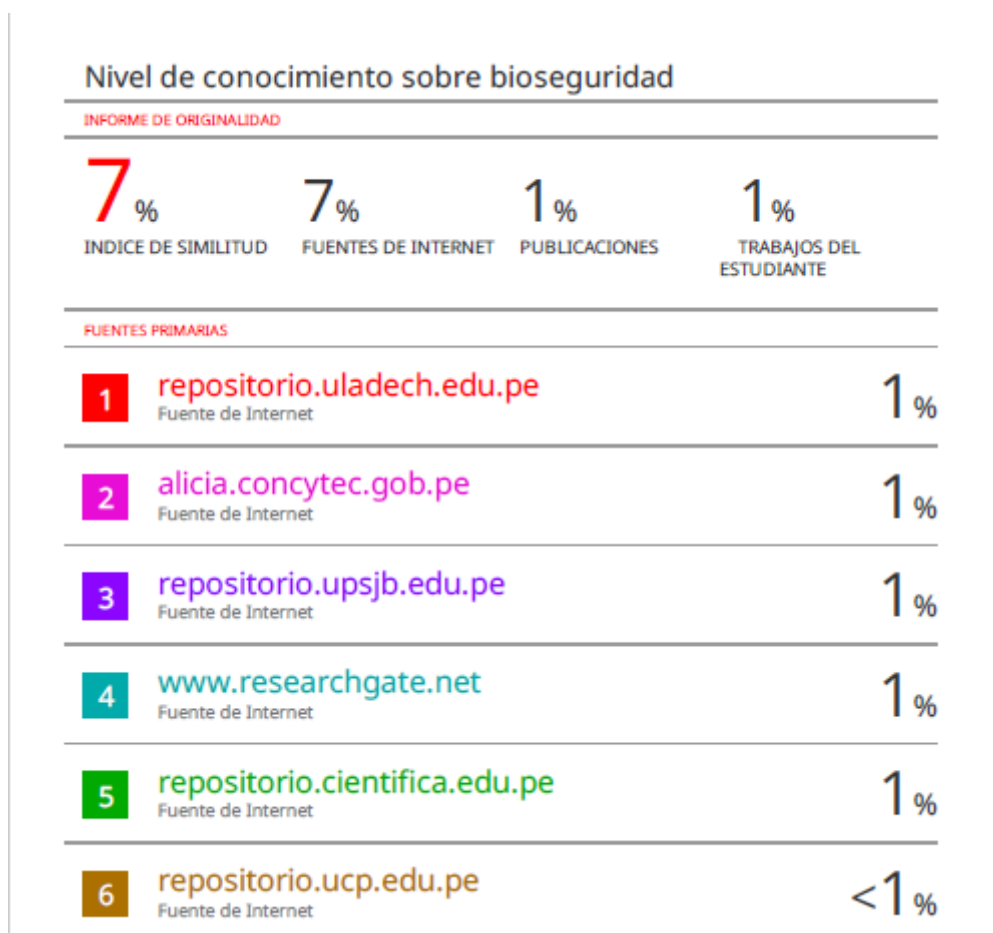 Nivel de conocimiento sobre bioseguridad
INFORME DE ORIGINALIDAD
7% 7% 1% 1%
INDICE DE SIMILITUD FUENTES DE INTERNET PUBLICACIONES TRABAJOS DEL
ESTUDIANTE
FUENTES PRIMARIAS
1 repositorio.uladech.edu.pe 1%
Fuente de Internet
2 alicia.concytec.gob.pe 1%
Fuente de Internet
3 repositorio.upsjb.edu.pe 1%
Fuente de Internet
4 www.researchgate.net 1%
Fuente de Internet
5 repositorio.cientifica.edu.pe 1%
Fuente de Internet
6 repositorio.ucp.edu.pe <1%
Fuente de Internet